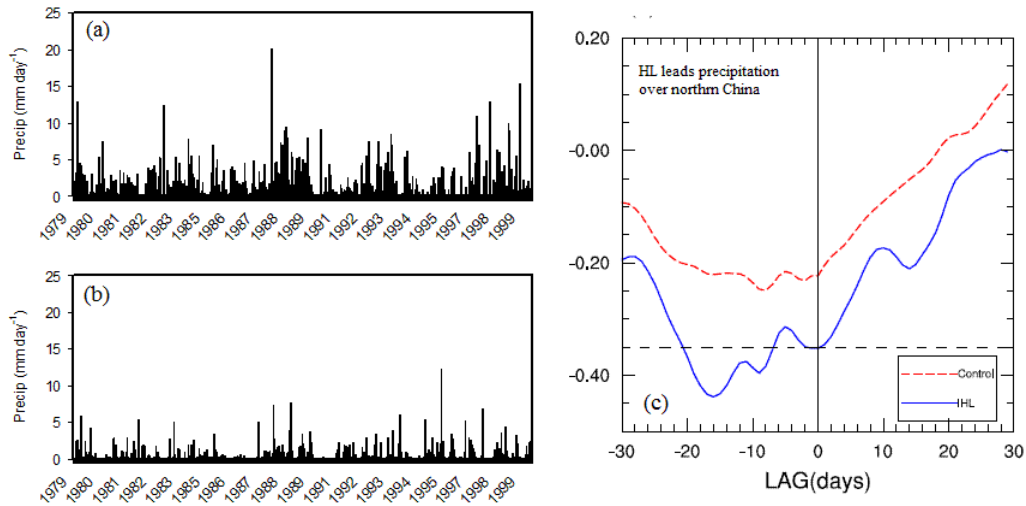 (a)
Precip (mm day-1)
25
20
15
10
5
0
1979 1980 1981 1982 1983 1985 1986 1987 1988 1989 1991 1992 1993 1994 1995 1997 1998 1999
(b)
Precip (mm day-1)
25
20
15
10
5
0
1979 1980 1981 1982 1983 1985 1986 1987 1988 1989 1991 1992 1993 1994 1995 1997 1998 1999
0.20
-0.00
-0.20
-0.40
HL leads precipitation
over northrn China
(c)
Control
IHL
-30 -20 -10 0 10 20 30
LAG(days)